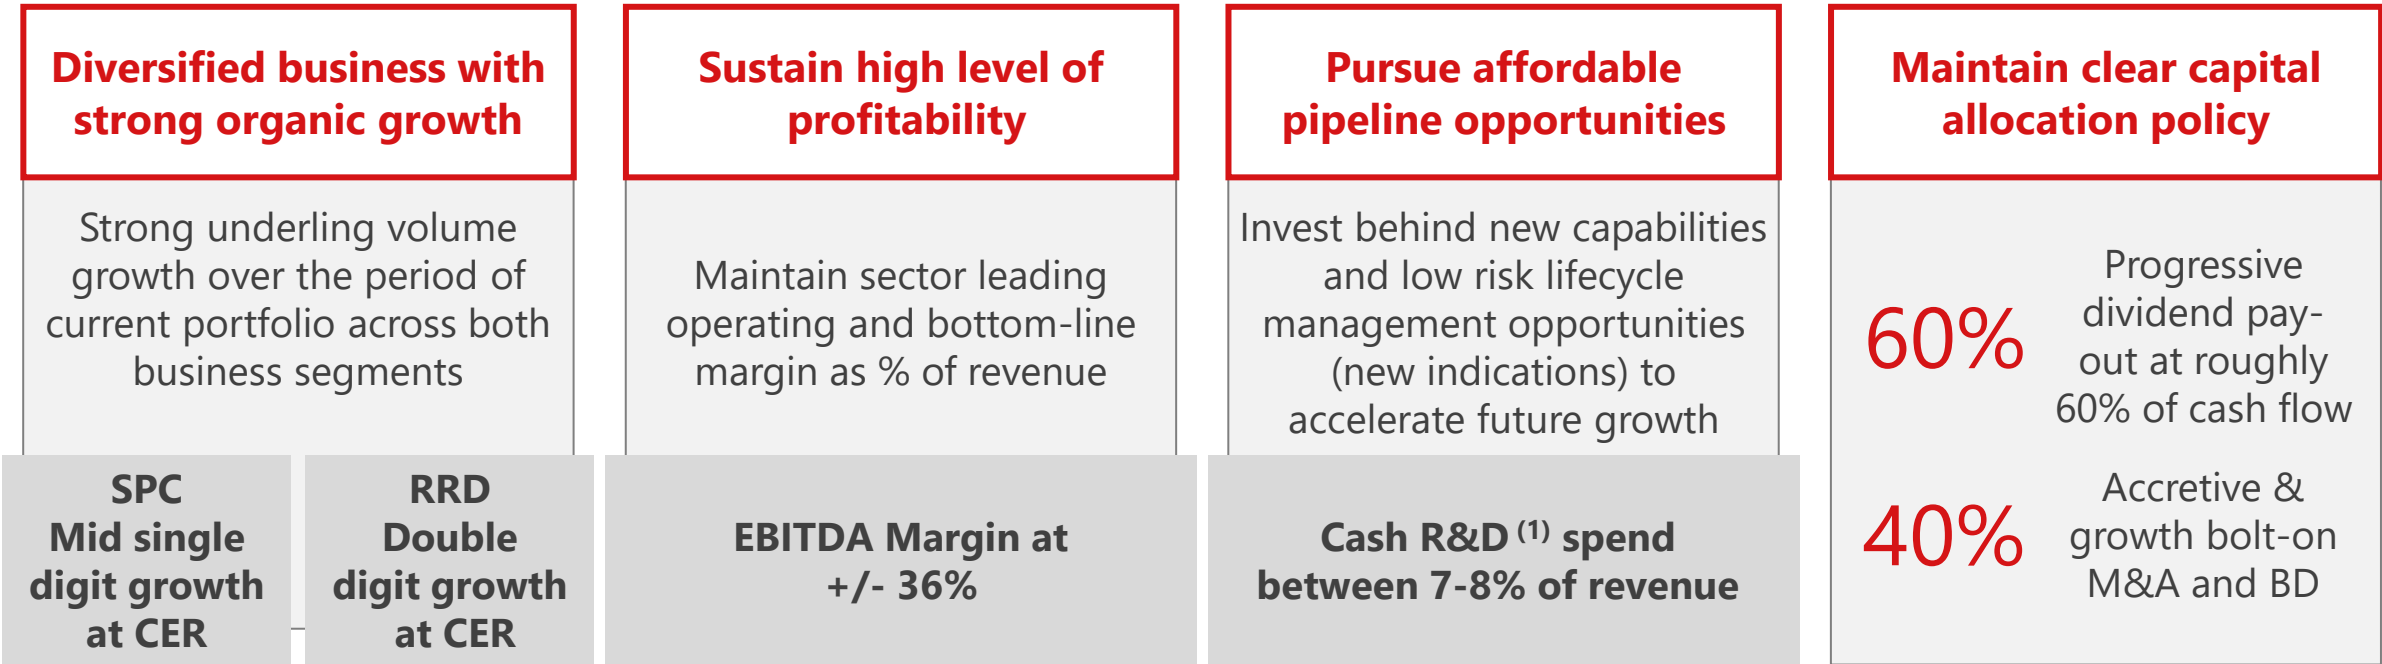 Diversified business with
strong organic growth
Strong underling volume
growth over the period of
current portfolio across both
business segments
SPC
Mid single
digit growth
at CER
RRD
Double
digit growth
at CER
Sustain high level of
profitability
Maintain sector leading
operating and bottom-line
margin as % of revenue
EBITDA Margin at
+/- 36%
Pursue affordable
pipeline opportunities
Invest behind new capabilities
and low risk lifecycle
management opportunities
(new indications) to
accelerate future growth
Cash R&D (1) spend
between 7-8% of revenue
Maintain clear capital
allocation policy
60%
Progressive
dividend pay-
out at roughly
60% of cash flow
40%
Accretive &
growth bolt-on
M&A and BD